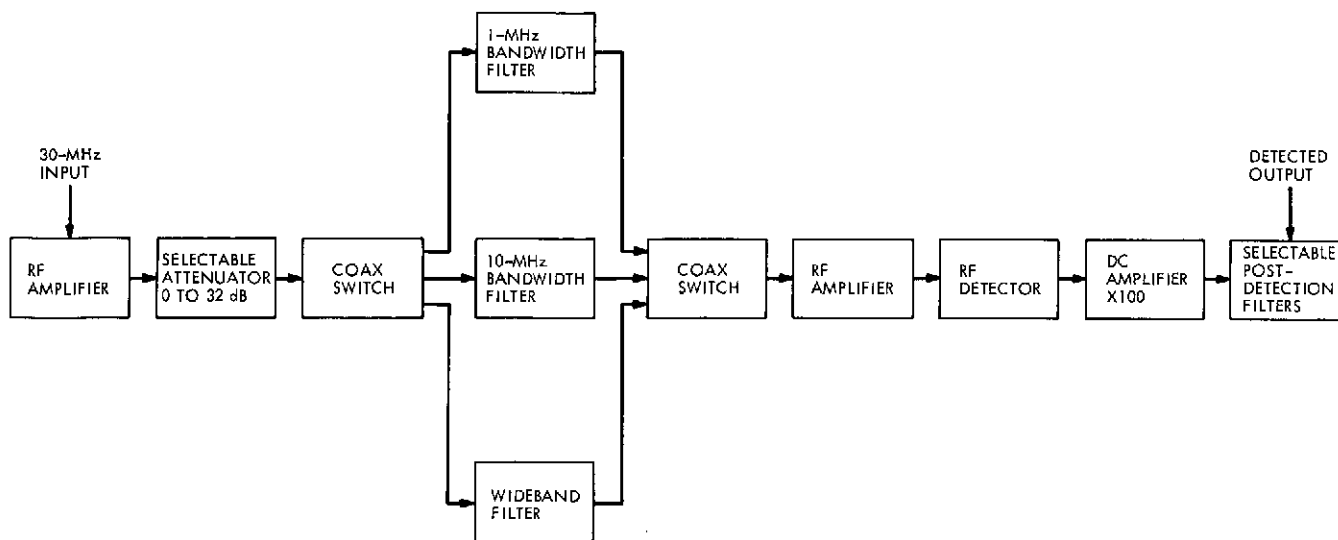 1-MHz
BANDWIDTH
FILTER
30-MHz
INPUT
DETECTED
OUTPUT
RF
AMPLIFIER
SELECTABLE
ATTENUATOR
0 TO 32 dB
COAX
SWITCH
10-MHz
BANDWIDTH
FILTER
COAX
SWITCH
RF
AMPLIFIER
RF
DETECTOR
DC
AMPLIFIER
X100
SELECTABLE
POST-
DETECTION
FILTERS
WIDEBAND
FILTER